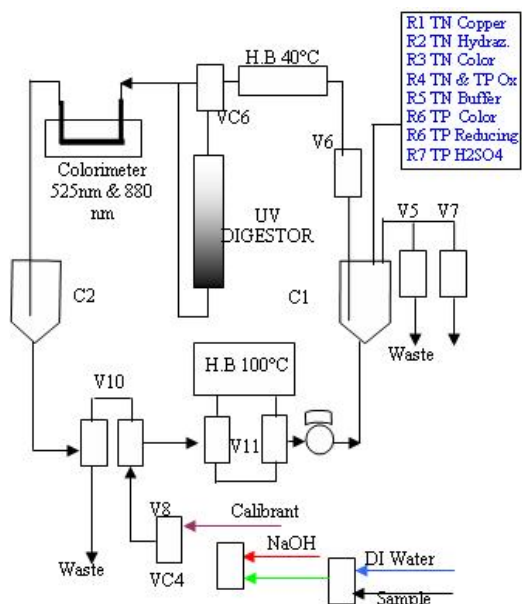 R1 TN Copper
R2 TN Hydraz.
R3 TN Color
R4 TN & TP Ox
R5 TN Buffer
R6 TP Color
R6 TP Reducing
R7 TP H2SO4
H.B 40°C
VC6
V6
Colorimeter
525nm & 880
nm
UV
DIGESTOR
V5
V7
C2
C1
Waste
H.B 100°C
V10
V11
V8
Calibrant
NaOH
DI Water
Waste
VC4
Sample